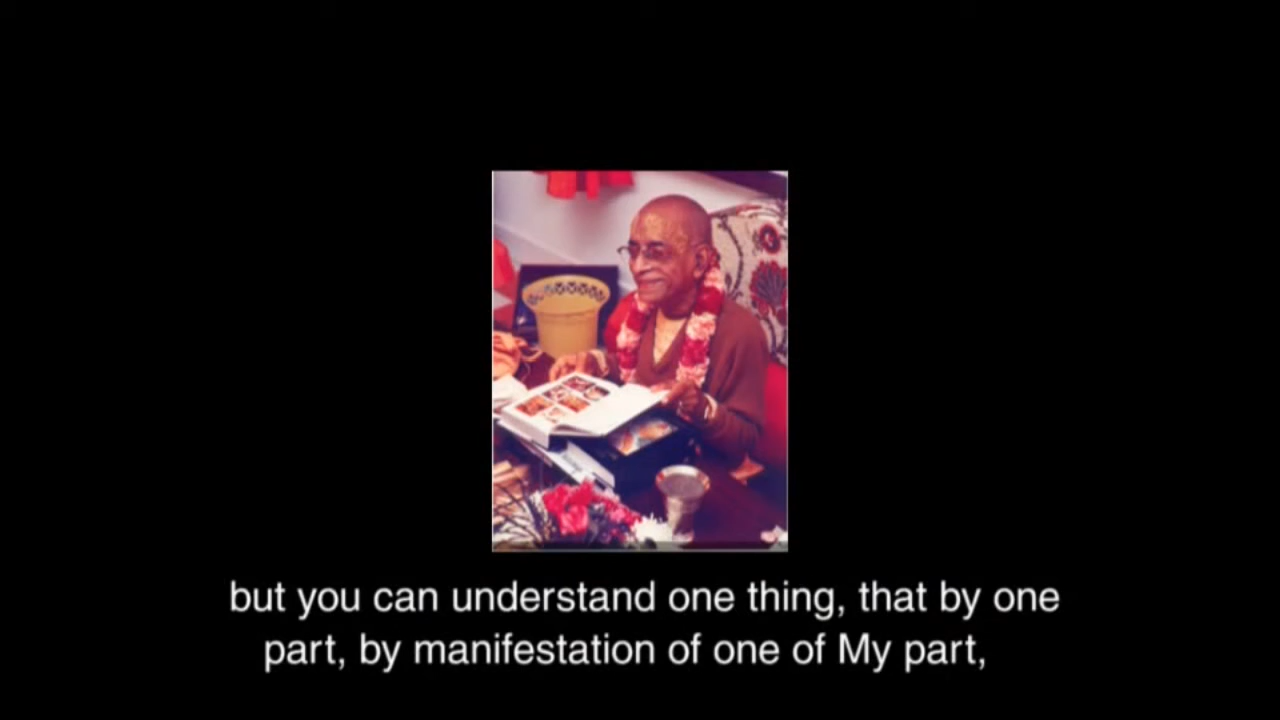 but you can understand one thing, that by one
part, by manifestation of one of My part,